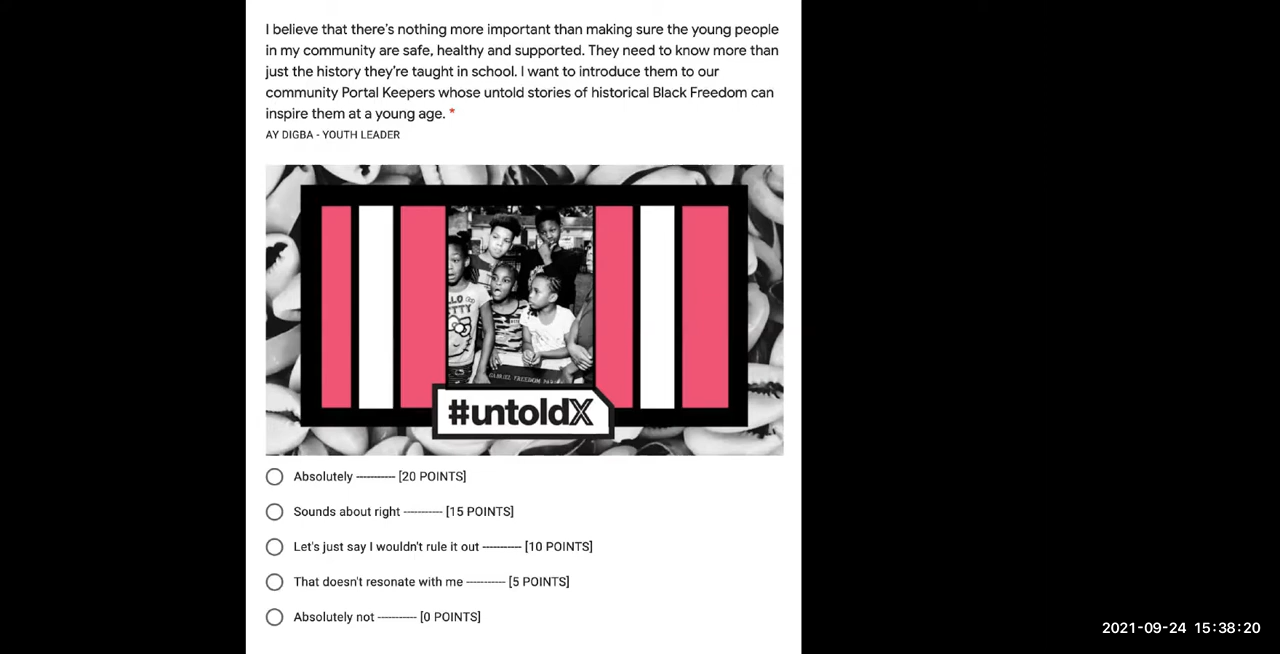 I believe that there's nothing more important than making sure the young people
in my community are safe, healthy and supported. They need to know more than
just the history they're taught in school. I want to introduce them to our
community Portal Keepers whose untold stories of historical Black Freedom can
inspire them at a young age. *
AY DIGBA - YOUTH LEADER
LLO
TTY
GABRIEL FREEDOM
#untoldX
Absolutely ----------- [20 POINTS]
Sounds about right ----------- [15 POINTS]
Let's just say I wouldn't rule it out ----------- [10 POINTS]
That doesn't resonate with me ----------- [5 POINTS]
Absolutely not ----------- [0 POINTS]
2021-09-24 15:38:20